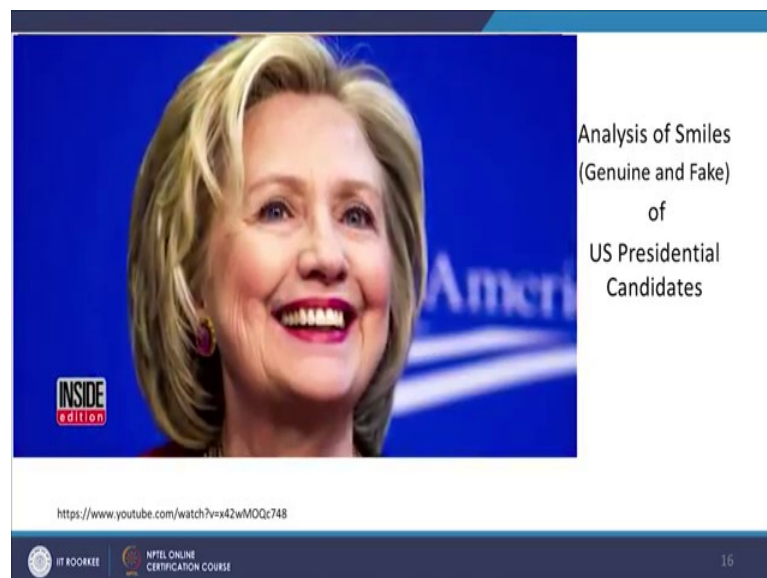 Analysis of Smiles
(Genuine and Fake)
of
US Presidential
Candidates
Ameri
INSIDE
edition
https://www.youtube.com/watch?v=x42wMOQc748
IIT ROORKEE
NPTEL ONLINE
CERTIFICATION COURSE
16